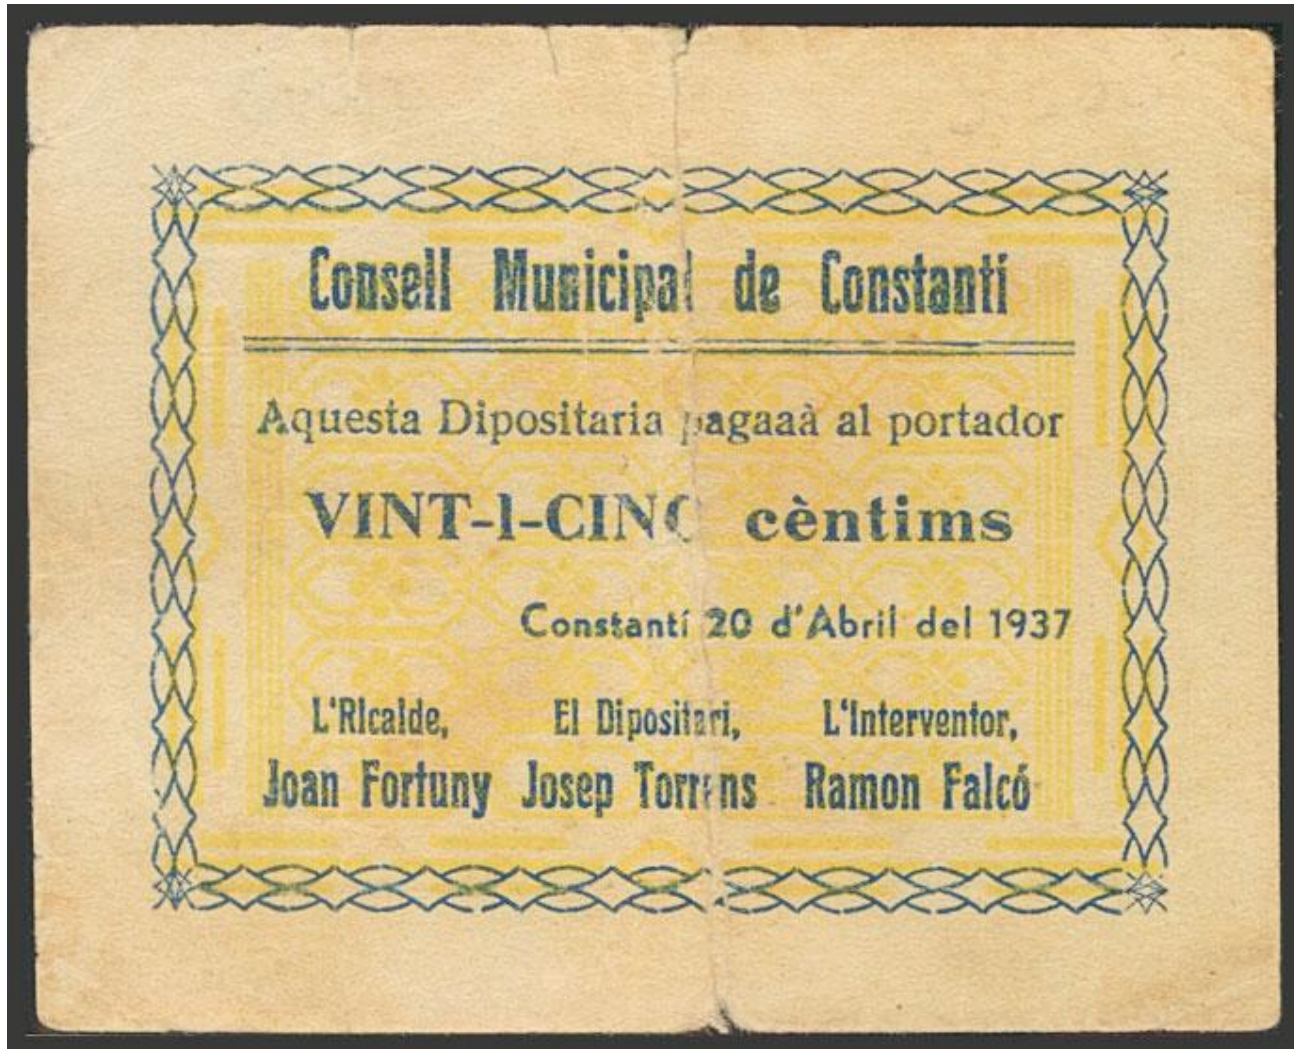 Consell Municipal de Constantí
Aquesta Dipositaria pagaaà al portador
VINT-I-CINC cèntims
Constantí 20 d'Abril del 1937
L'Rlcalde, El Dipositari, L'Interventor,
Joan Fortuny Josep Torrens Ramon Falcó